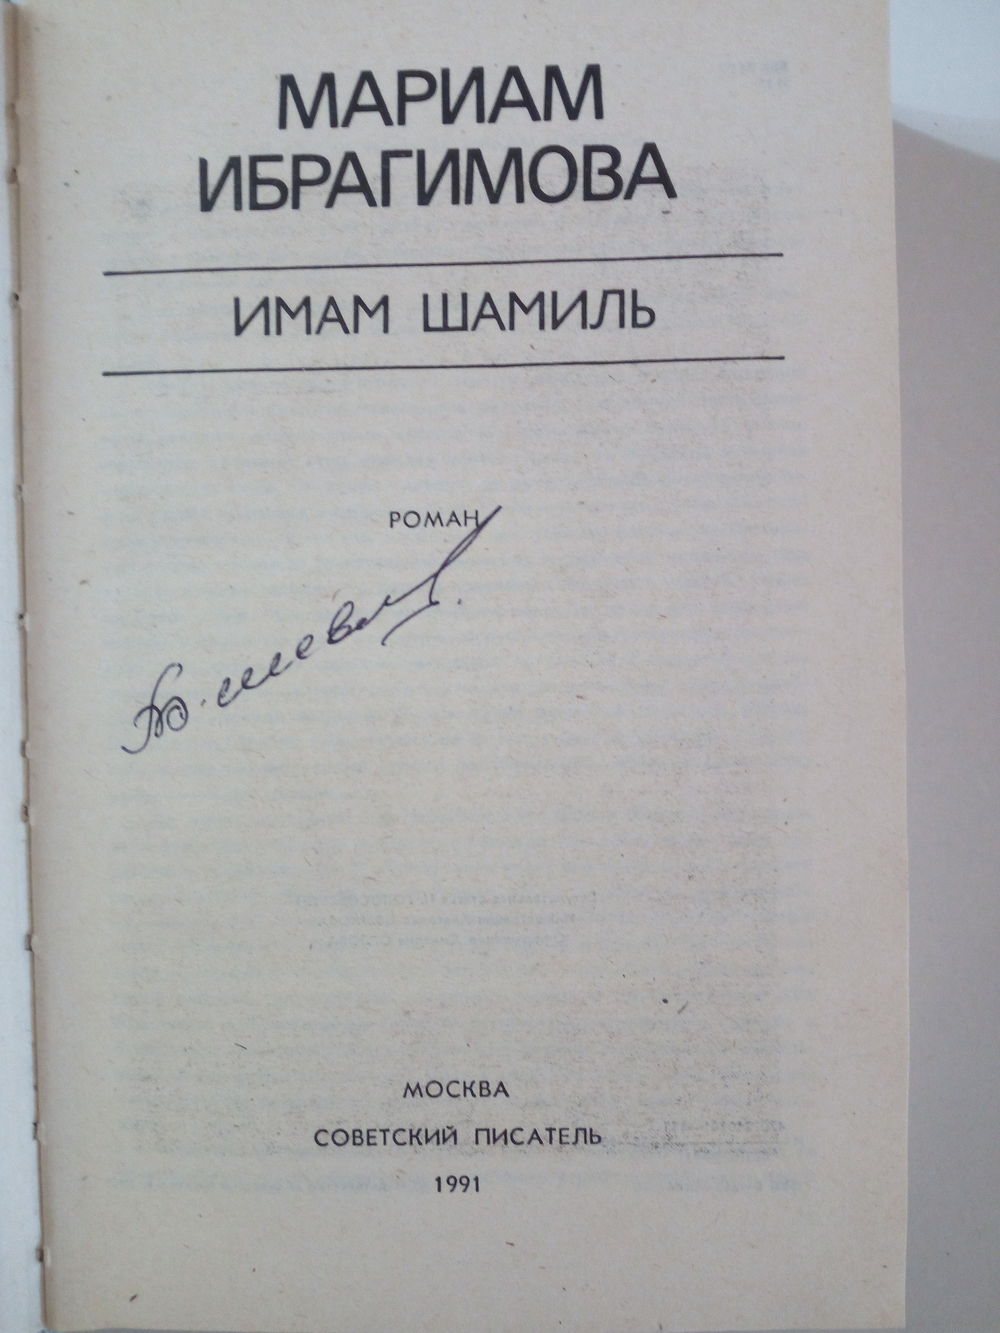 МАРИАМ
ИБРАГИМОВА
ИМАМ ШАМИЛЬ
РОМАН
МОСКВА
СОВЕТСКИЙ ПИСАТЕЛЬ
1991